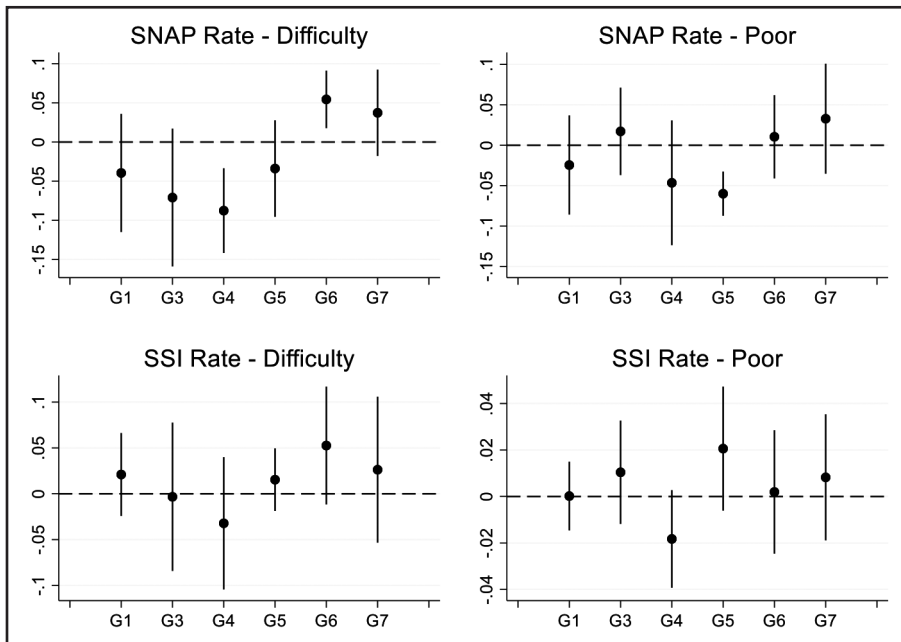 SNAP Rate - Difficulty
.1
.05
0
-.05
-.1
-.15
G1 G3 G4 G5 G6 G7
SNAP Rate - Poor
.1
.05
0
-.05
-.1
-.15
G1 G3 G4 G5 G6 G7
SSI Rate - Difficulty
.1
.05
0
-.05
-.1
G1 G3 G4 G5 G6 G7
SSI Rate - Poor
.04
.02
0
-.02
-.04
G1 G3 G4 G5 G6 G7